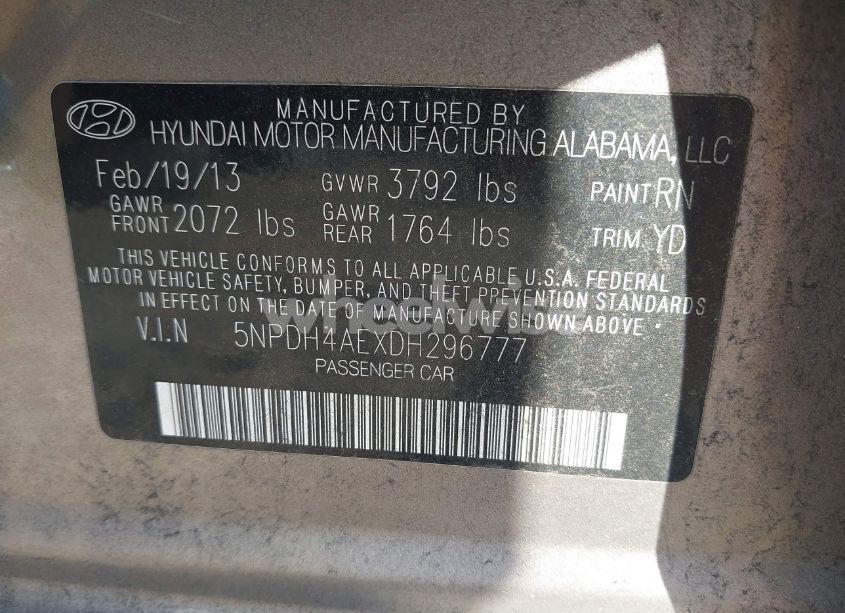 MANUFACTURED BY
HYUNDAI MOTOR MANUFACTURING ALABAMA, LLC
Feb/19/13 GVWR 3792 lbs PAINT RN
GAWR FRONT 2072 lbs GAWR REAR 1764 lbs TRIM YD
THIS VEHICLE CONFORMS TO ALL APPLICABLE U.S.A. FEDERAL
MOTOR VEHICLE SAFETY, BUMPER, AND THEFT PREVENTION STANDARDS
IN EFFECT ON THE DATE OF MANUFACTURE SHOWN ABOVE.
V.I.N 5NPDH4AEXDH296777
PASSENGER CAR